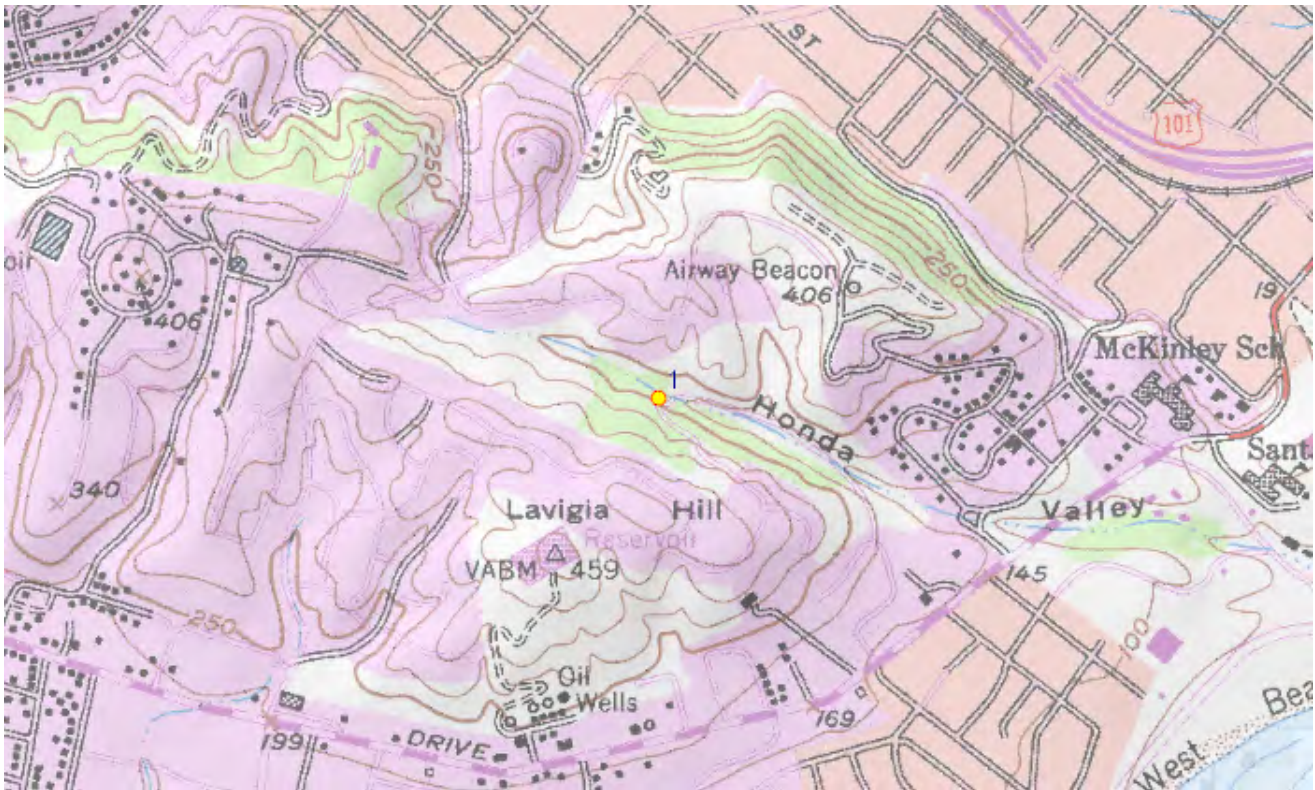 ST
101
250
Airway Beacon
406
250
19
oir
406
McKinley Sch
1
Honda
Sant
340
Lavigia Hill
Valley
Reservoir
VABM 459
145
250
100
Oil
Wells
199
DRIVE
169
Bea
West